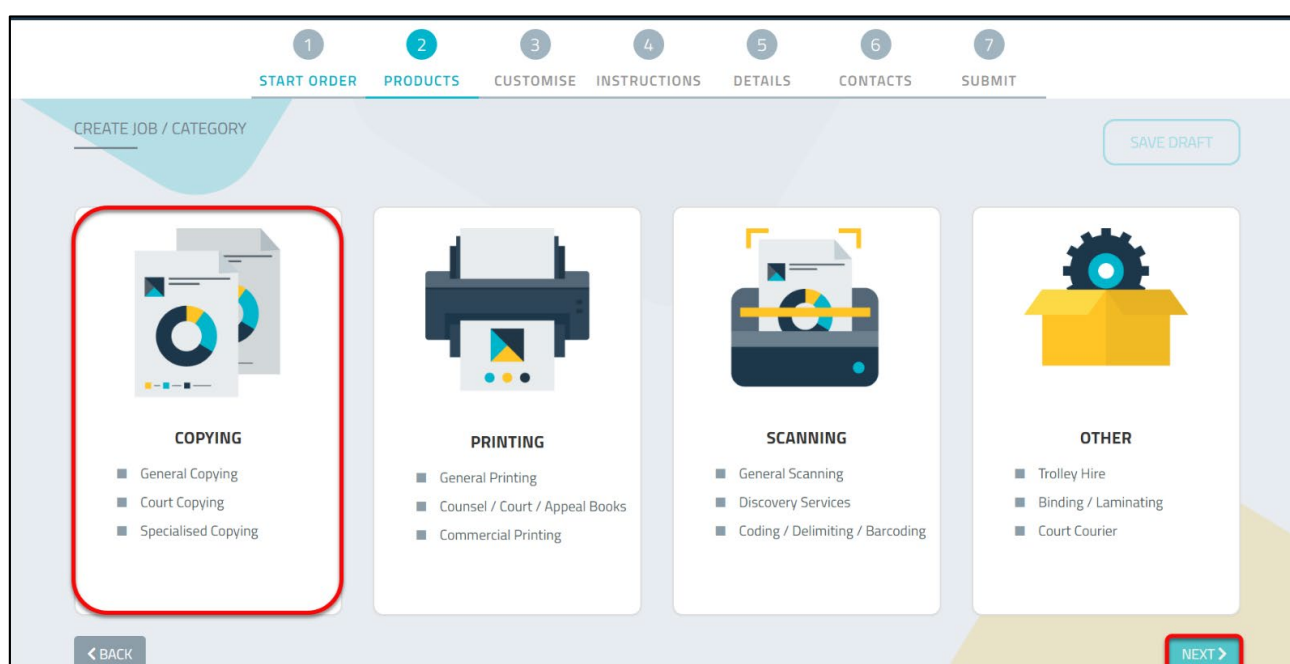 1 2 3 4 5 6 7
START ORDER PRODUCTS CUSTOMISE INSTRUCTIONS DETAILS CONTACTS SUBMIT
CREATE JOB / CATEGORY
SAVE DRAFT
COPYING
General Copying
Court Copying
Specialised Copying
PRINTING
General Printing
Counsel / Court / Appeal Books
Commercial Printing
SCANNING
General Scanning
Discovery Services
Coding / Delimiting / Barcoding
OTHER
Trolley Hire
Binding / Laminating
Court Courier
BACK
NEXT